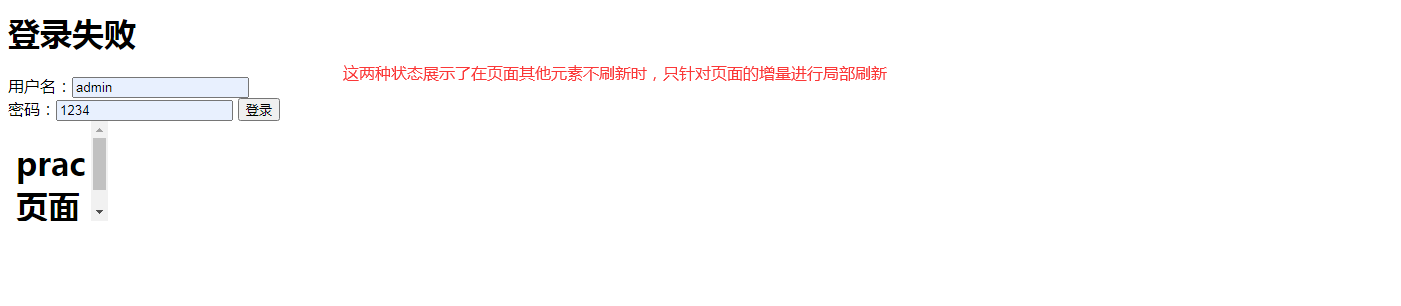 登录失败
这两种状态展示了在页面其他元素不刷新时，只针对页面的增量进行局部刷新
用户名：admin
密码：1234 登录
prac
页面